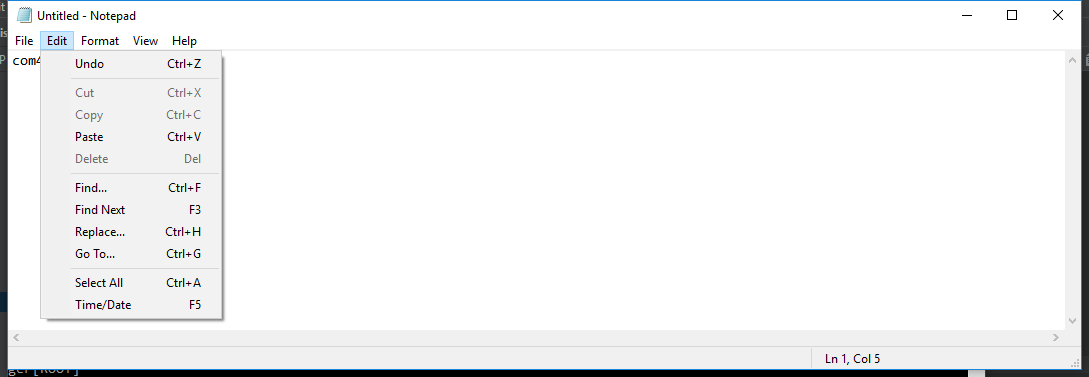 Untitled - Notepad
File Edit Format View Help
com4
Undo Ctrl+Z
Cut Ctrl+X
Copy Ctrl+C
Paste Ctrl+V
Delete Del
Find... Ctrl+F
Find Next F3
Replace... Ctrl+H
Go To... Ctrl+G
Select All Ctrl+A
Time/Date F5
Ln 1, Col 5